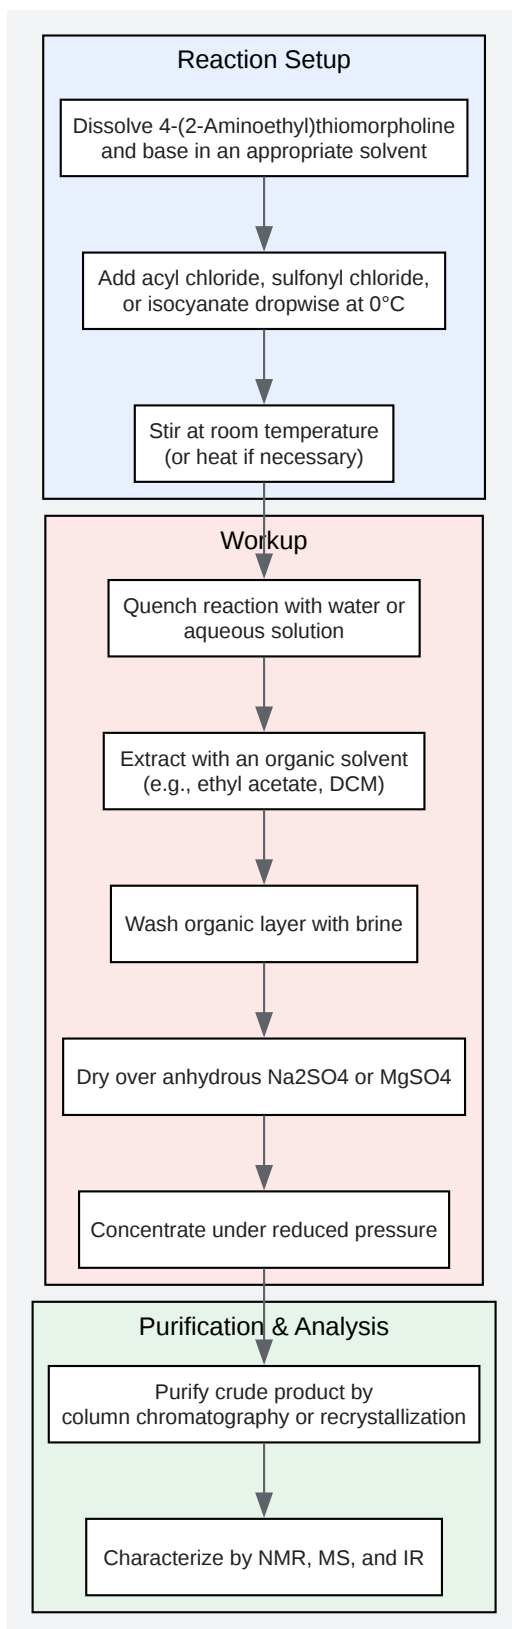 Reaction Setup
Dissolve 4-(2-Aminoethyl)thiomorpholine
and base in an appropriate solvent
Add acyl chloride, sulfonyl chloride,
or isocyanate dropwise at 0°C
Stir at room temperature
(or heat if necessary)
Workup
Quench reaction with water or
aqueous solution
Extract with an organic solvent
(e.g., ethyl acetate, DCM)
Wash organic layer with brine
Dry over anhydrous Na2SO4 or MgSO4
Concentrate under reduced pressure
Purification & Analysis
Purify crude product by
column chromatography or recrystallization
Characterize by NMR, MS, and IR